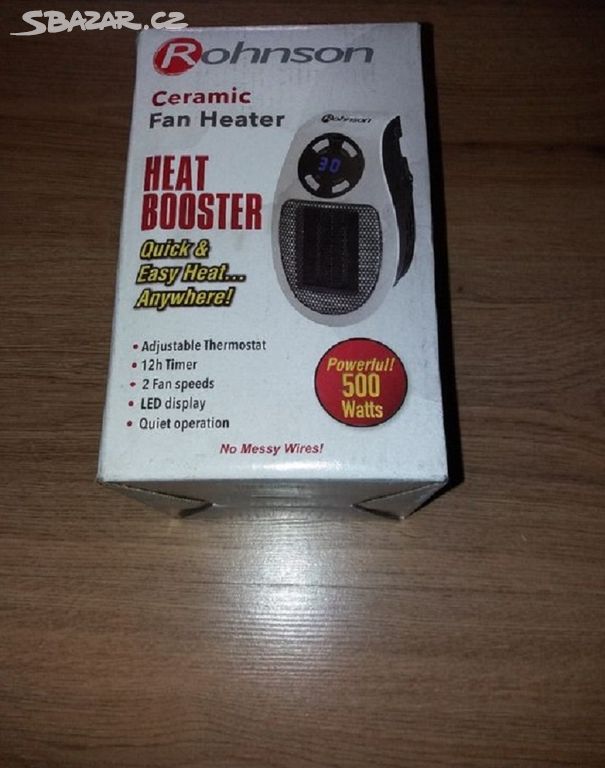 SBAZAR.CZ
Rohnson
Ceramic
Fan Heater
Rohnson
30
HEAT
BOOSTER
Quick &
Easy Heat...
Anywhere!
• Adjustable Thermostat
• 12h Timer
• 2 Fan speeds
• LED display
• Quiet operation
Powerful!
500
Watts
No Messy Wires!